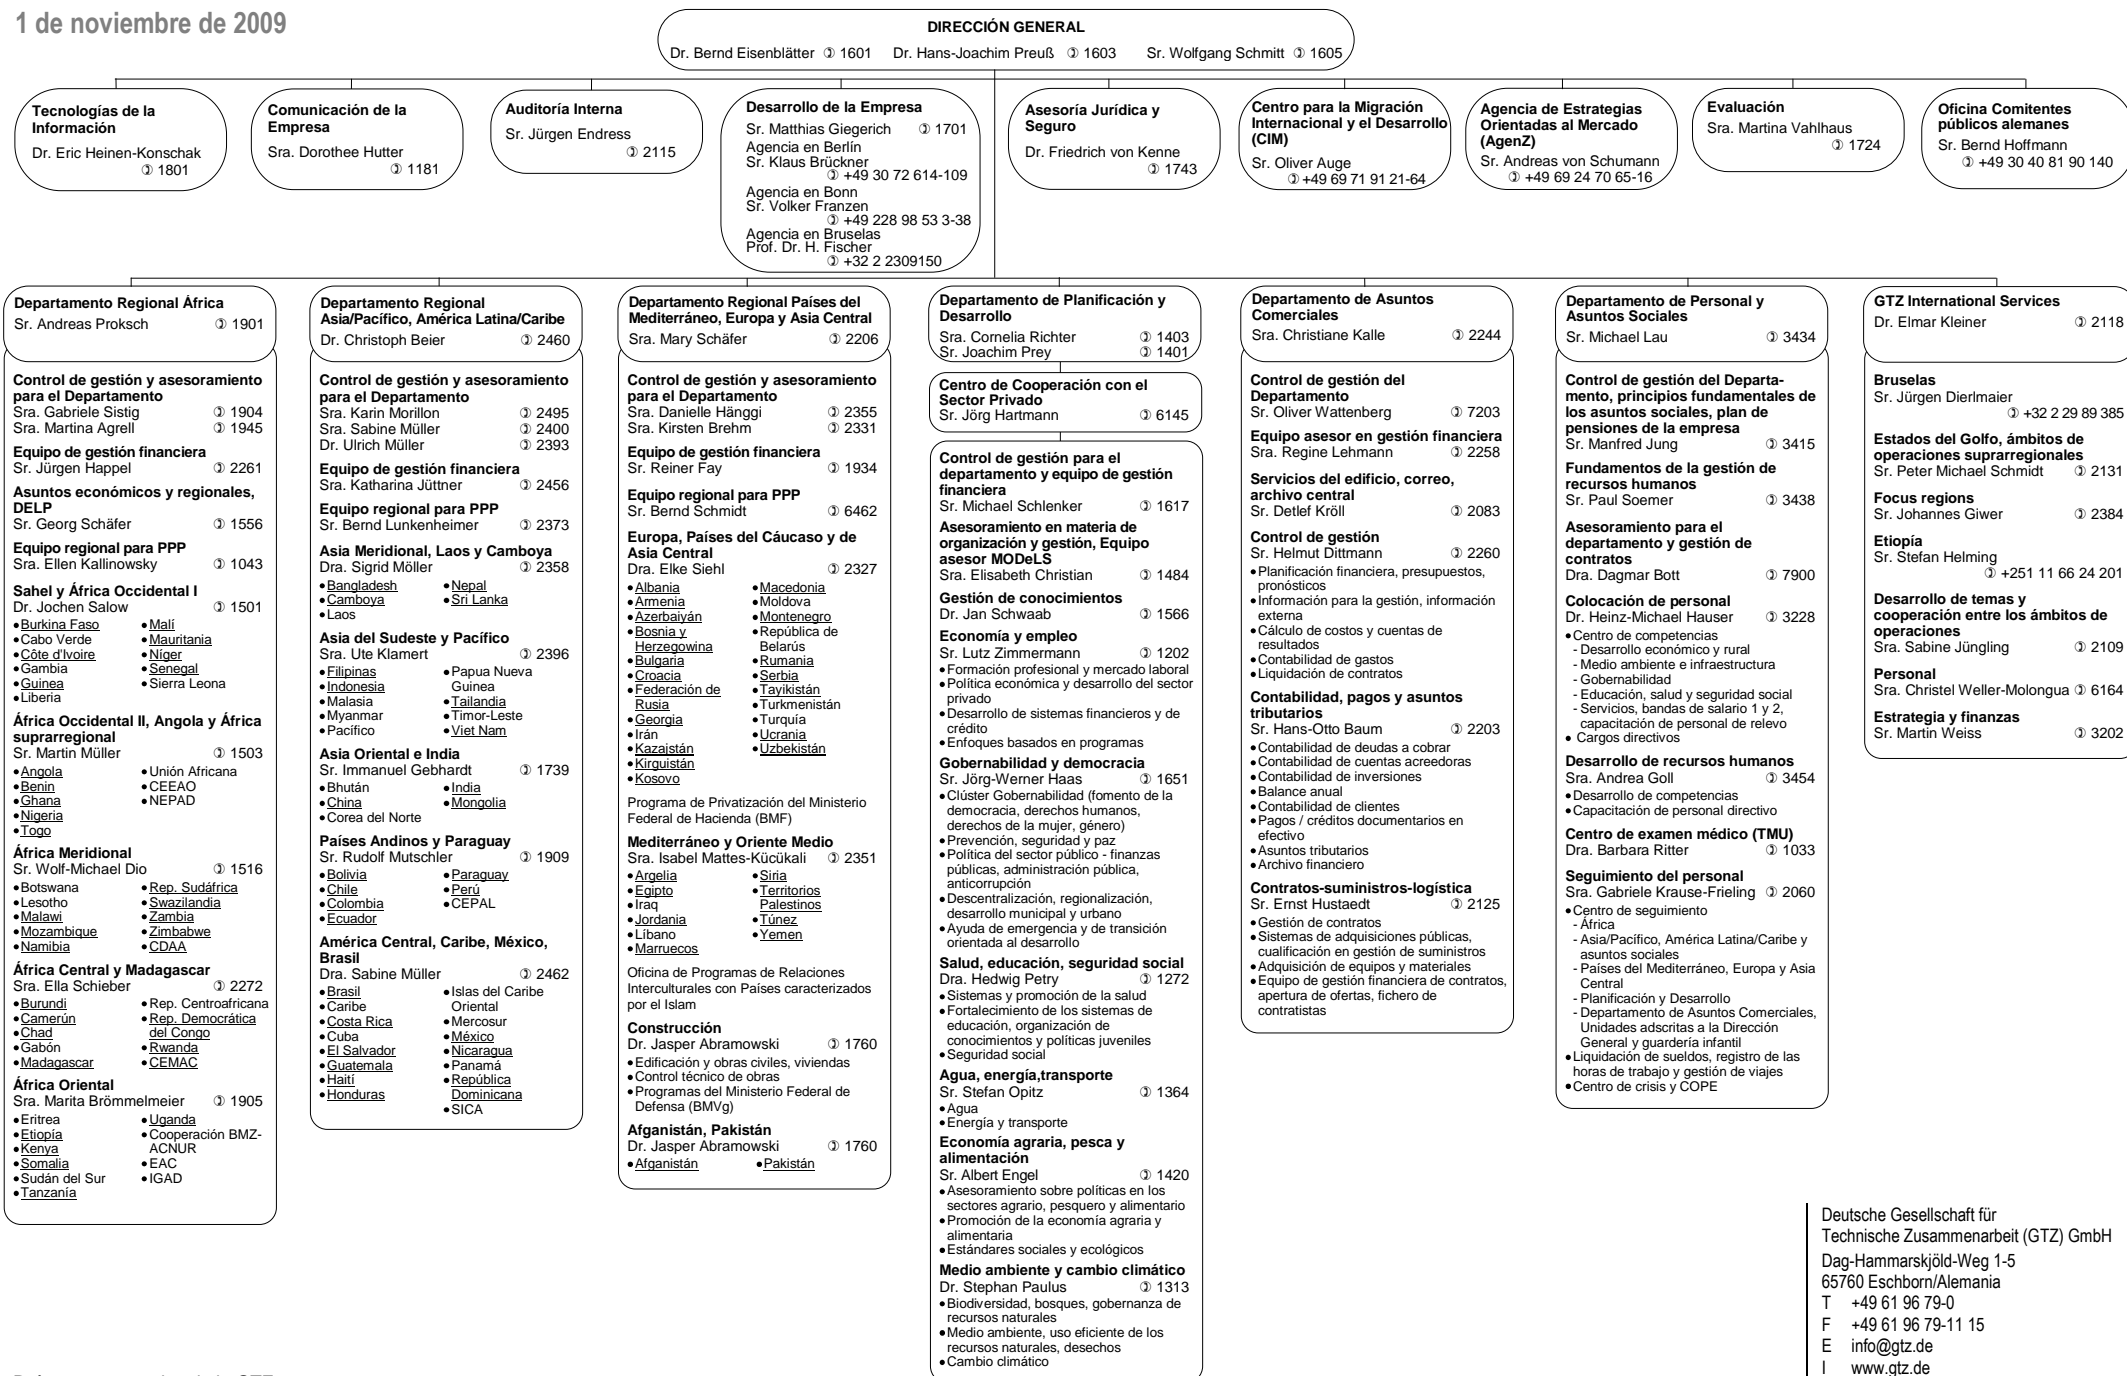 1 de noviembre de 2009
DIRECCIÓN GENERAL
Dr. Bernd Eisenblätter 1601 Dr. Hans-Joachim Preuß 1603 Sr. Wolfgang Schmitt 1605
Tecnologías de la
Información
Dr. Eric Heinen-Konschak
1801
Comunicación de la
Empresa
Sra. Dorothee Hutter
1181
Auditoría Interna
Sr. Jürgen Endress
2115
Desarrollo de la Empresa
Sr. Matthias Giegerich 1701
Agencia en Berlín
Sr. Klaus Brückner
+49 30 72 614-109
Agencia en Bonn
Sr. Volker Franzen
+49 228 98 53 3-38
Agencia en Bruselas
Prof. Dr. H. Fischer
+32 2 2309150
Asesoría Jurídica y
Seguro
Dr. Friedrich von Kenne
1743
Centro para la Migración
Internacional y el Desarrollo
(CIM)
Sr. Oliver Auge
+49 69 71 91 21-64
Agencia de Estrategias
Orientadas al Mercado
(AgenZ)
Sr. Andreas von Schumann
+49 69 24 70 65-16
Evaluación
Sra. Martina Vahlhaus
1724
Oficina Comitentes
públicos alemanes
Sr. Bernd Hoffmann
+49 30 40 81 90 140
Departamento Regional África
Sr. Andreas Proksch 1901
Control de gestión y asesoramiento
para el Departamento
Sra. Gabriele Sistig 1904
Sra. Martina Agrell 1945
Equipo de gestión financiera
Sr. Jürgen Happel 2261
Asuntos económicos y regionales,
DELP
Sr. Georg Schäfer 1556
Equipo regional para PPP
Sra. Ellen Kallinowsky 1043
Sahel y África Occidental I
Dr. Jochen Salow 1501
•Burkina Faso •Malí
•Cabo Verde •Mauritania
•Côte d'Ivoire •Níger
•Gambia •Senegal
•Guinea •Sierra Leona
•Liberia
África Occidental II, Angola y África
suprarregional
Sr. Martin Müller 1503
•Angola •Unión Africana
•Benin •CEEAO
•Ghana •NEPAD
•Nigeria
•Togo
África Meridional
Sr. Wolf-Michael Dio 1516
•Botswana •Rep. Sudáfrica
•Lesotho •Swazilandia
•Malawi •Zambia
•Mozambique •Zimbabwe
•Namibia •CDAA
África Central y Madagascar
Sra. Ella Schieber 2272
•Burundi •Rep. Centroafricana
•Camerún •Rep. Democrática
•Chad del Congo
•Gabón •Rwanda
•Madagascar •CEMAC
África Oriental
Sra. Marita Brömmelmeier 1905
•Eritrea •Uganda
•Etiopía •Cooperación BMZ-
•Kenya ACNUR
•Somalia •EAC
•Sudán del Sur •IGAD
•Tanzanía
Departamento Regional
Asia/Pacífico, América Latina/Caribe
Dr. Christoph Beier 2460
Control de gestión y asesoramiento
para el Departamento
Sra. Karin Morillon 2495
Sra. Sabine Müller 2400
Dr. Ulrich Müller 2393
Equipo de gestión financiera
Sra. Katharina Jüttner 2456
Equipo regional para PPP
Sr. Bernd Lunkenheimer 2373
Asia Meridional, Laos y Camboya
Dra. Sigrid Möller 2358
•Bangladesh •Nepal
•Camboya •Sri Lanka
•Laos
Asia del Sudeste y Pacífico
Sra. Ute Klamert 2396
•Filipinas •Papua Nueva
•Indonesia Guinea
•Malasia •Tailandia
•Myanmar •Timor-Leste
•Pacífico •Viet Nam
Asia Oriental e India
Sr. Immanuel Gebhardt 1739
•Bhután •India
•China •Mongolia
•Corea del Norte
Países Andinos y Paraguay
Sr. Rudolf Mutschler 1909
•Bolivia •Paraguay
•Chile •Perú
•Colombia •CEPAL
•Ecuador
América Central, Caribe, México,
Brasil
Dra. Sabine Müller 2462
•Brasil •Islas del Caribe
•Caribe Oriental
•Costa Rica •Mercosur
•Cuba •México
•El Salvador •Nicaragua
•Guatemala •Panamá
•Haití •República
•Honduras Dominicana
•SICA
Departamento Regional Países del
Mediterráneo, Europa y Asia Central
Sra. Mary Schäfer 2206
Control de gestión y asesoramiento
para el Departamento
Sra. Danielle Hänggi 2355
Sra. Kirsten Brehm 2331
Equipo de gestión financiera
Sr. Reiner Fay 1934
Equipo regional para PPP
Sr. Bernd Schmidt 6462
Europa, Países del Cáucaso y de
Asia Central
Dra. Elke Siehl 2327
•Albania •Macedonia
•Armenia •Moldova
•Azerbaiyán •Montenegro
•Bosnia y •República de
Herzegowina Belarús
•Bulgaria •Rumania
•Croacia •Serbia
•Federación de •Tayikistán
Rusia •Turkmenistán
•Georgia •Turquía
•Irán •Ucrania
•Kazajstán •Uzbekistán
•Kirguistán
•Kosovo
Programa de Privatización del Ministerio
Federal de Hacienda (BMF)
Mediterráneo y Oriente Medio
Sra. Isabel Mattes-Kücükali 2351
•Argelia •Siria
•Egipto •Territorios
•Iraq Palestinos
•Jordania •Túnez
•Líbano •Yemen
•Marruecos
Oficina de Programas de Relaciones
Interculturales con Países caracterizados
por el Islam
Construcción
Dr. Jasper Abramowski 1760
•Edificación y obras civiles, viviendas
•Control técnico de obras
•Programas del Ministerio Federal de
Defensa (BMVg)
Afganistán, Pakistán
Dr. Jasper Abramowski 1760
•Afganistán •Pakistán
Departamento de Planificación y
Desarrollo
Sra. Cornelia Richter 1403
Sr. Joachim Prey 1401
Centro de Cooperación con el
Sector Privado
Sr. Jörg Hartmann 6145
Control de gestión para el
departamento y equipo de gestión
financiera
Sr. Michael Schlenker 1617
Asesoramiento en materia de
organización y gestión, Equipo
asesor MODeLS
Sra. Elisabeth Christian 1484
Gestión de conocimientos
Dr. Jan Schwaab 1566
Economía y empleo
Sr. Lutz Zimmermann 1202
•Formación profesional y mercado laboral
•Política económica y desarrollo del sector
privado
•Desarrollo de sistemas financieros y de
crédito
•Enfoques basados en programas
Gobernabilidad y democracia
Sr. Jörg-Werner Haas 1651
•Clúster Gobernabilidad (fomento de la
democracia, derechos humanos,
derechos de la mujer, género)
•Prevención, seguridad y paz
•Política del sector público - finanzas
públicas, administración pública,
anticorrupción
•Descentralización, regionalización,
desarrollo municipal y urbano
•Ayuda de emergencia y de transición
orientada al desarrollo
Salud, educación, seguridad social
Dra. Hedwig Petry 1272
•Sistemas y promoción de la salud
•Fortalecimiento de los sistemas de
educación, organización de
conocimientos y políticas juveniles
•Seguridad social
Agua, energía,transporte
Sr. Stefan Opitz 1364
•Agua
•Energía y transporte
Economía agraria, pesca y
alimentación
Sr. Albert Engel 1420
•Asesoramiento sobre políticas en los
sectores agrario, pesquero y alimentario
•Promoción de la economía agraria y
alimentaria
•Estándares sociales y ecológicos
Medio ambiente y cambio climático
Dr. Stephan Paulus 1313
•Biodiversidad, bosques, gobernanza de
recursos naturales
•Medio ambiente, uso eficiente de los
recursos naturales, desechos
•Cambio climático
Departamento de Asuntos
Comerciales
Sra. Christiane Kalle 2244
Control de gestión del
Departamento
Sr. Oliver Wattenberg 7203
Equipo asesor en gestión financiera
Sra. Regine Lehmann 2258
Servicios del edificio, correo,
archivo central
Sr. Detlef Kröll 2083
Control de gestión
Sr. Helmut Dittmann 2260
•Planificación financiera, presupuestos,
pronósticos
•Información para la gestión, información
externa
•Cálculo de costos y cuentas de
resultados
•Contabilidad de gastos
•Liquidación de contratos
Contabilidad, pagos y asuntos
tributarios
Sr. Hans-Otto Baum 2203
•Contabilidad de deudas a cobrar
•Contabilidad de cuentas acreedoras
•Contabilidad de inversiones
•Balance anual
•Contabilidad de clientes
•Pagos / créditos documentarios en
efectivo
•Asuntos tributarios
•Archivo financiero
Contratos-suministros-logística
Sr. Ernst Hustaedt 2125
•Gestión de contratos
•Sistemas de adquisiciones públicas,
cualificación en gestión de suministros
•Adquisición de equipos y materiales
•Equipo de gestión financiera de contratos,
apertura de ofertas, fichero de
contratistas
Departamento de Personal y
Asuntos Sociales
Sr. Michael Lau 3434
Control de gestión del Departa-
mento, principios fundamentales de
los asuntos sociales, plan de
pensiones de la empresa
Sr. Manfred Jung 3415
Fundamentos de la gestión de
recursos humanos
Sr. Paul Soemer 3438
Asesoramiento para el
departamento y gestión de
contratos
Dra. Dagmar Bott 7900
Colocación de personal
Dr. Heinz-Michael Hauser 3228
•Centro de competencias
- Desarrollo económico y rural
- Medio ambiente e infraestructura
- Gobernabilidad
- Educación, salud y seguridad social
- Servicios, bandas de salario 1 y 2,
capacitación de personal de relevo
• Cargos directivos
Desarrollo de recursos humanos
Sra. Andrea Goll 3454
•Desarrollo de competencias
•Capacitación de personal directivo
Centro de examen médico (TMU)
Dra. Barbara Ritter 1033
Seguimiento del personal
Sra. Gabriele Krause-Frieling 2060
•Centro de seguimiento
- África
- Asia/Pacífico, América Latina/Caribe y
asuntos sociales
- Países del Mediterráneo, Europa y Asia
Central
- Planificación y Desarrollo
- Departamento de Asuntos Comerciales,
Unidades adscritas a la Dirección
General y guardería infantil
•Liquidación de sueldos, registro de las
horas de trabajo y gestión de viajes
•Centro de crisis y COPE
GTZ International Services
Dr. Elmar Kleiner 2118
Bruselas
Sr. Jürgen Dierlmaier
+32 2 29 89 385
Estados del Golfo, ámbitos de
operaciones suprarregionales
Sr. Peter Michael Schmidt 2131
Focus regions
Sr. Johannes Giwer 2384
Etiopía
Sr. Stefan Helming
+251 11 66 24 201
Desarrollo de temas y
cooperación entre los ámbitos de
operaciones
Sra. Sabine Jüngling 2109
Personal
Sra. Christel Weller-Molongua 6164
Estrategia y finanzas
Sr. Martin Weiss 3202
Deutsche Gesellschaft für
Technische Zusammenarbeit (GTZ) GmbH
Dag-Hammarskjöld-Weg 1-5
65760 Eschborn/Alemania
T +49 61 96 79-0
F +49 61 96 79-11 15
E info@gtz.de
I www.gtz.de